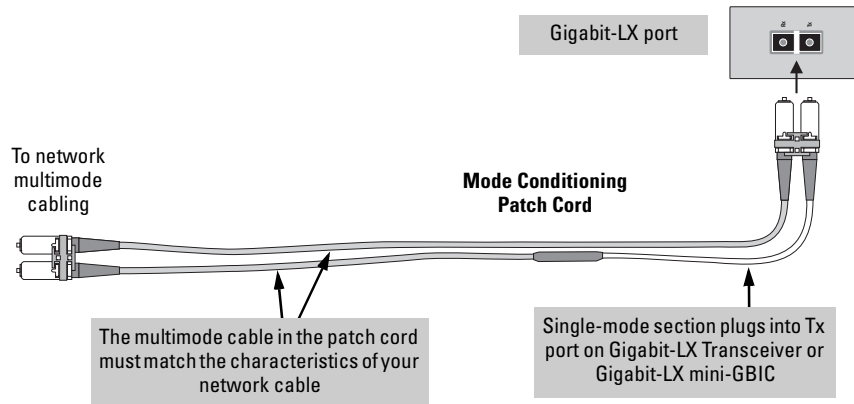 Gigabit-LX port
To network
multimode
cabling
Mode Conditioning
Patch Cord
The multimode cable in the patch cord
must match the characteristics of your
network cable
Single-mode section plugs into Tx
port on Gigabit-LX Transceiver or
Gigabit-LX mini-GBIC